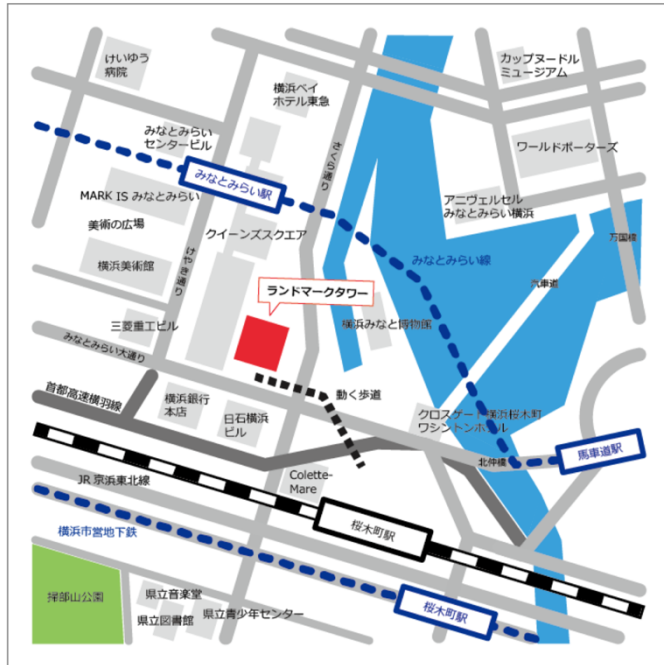 けいゆう
病院
カップヌードル
ミュージアム
横浜ベイ
ホテル東急
みなとみらい
センタービル
さくら通り
ワールドポーターズ
みなとみらい駅
MARK IS みなとみらい
アニヴェルセル
みなとみらい横浜
美術の広場
クイーンズスクエア
万国橋
横浜美術館
けやき通り
みなとみらい線
汽車道
ランドマークタワー
三菱重工ビル
横浜みなと博物館
みなとみらい大通り
首都高速横羽線
横浜銀行
本店
日石横浜
ビル
動く歩道
クロスゲート横浜桜木町
ワシントンホテル
馬車道駅
北仲橋
JR 京浜東北線
Colette-
Mare
桜木町駅
横浜市営地下鉄
掃部山公園
県立音楽堂
県立図書館
県立青少年センター
桜木町駅